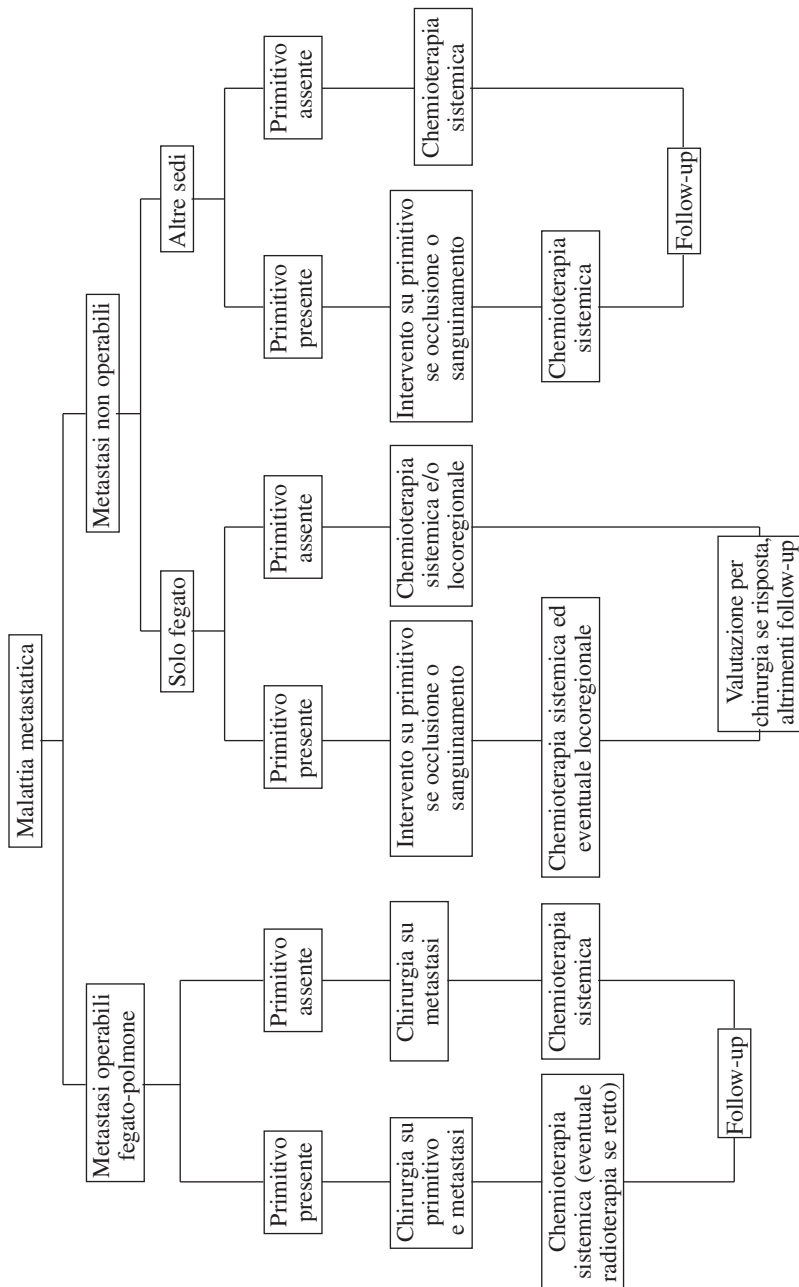 Malattia metastatica
Metastasi operabili
fegato-polmone
Metastasi non operabili
Solo fegato
Altre sedi
Primitivo
presente
Primitivo
assente
Primitivo
presente
Primitivo
assente
Primitivo
presente
Primitivo
assente
Chirurgia su
primitivo
e metastasi
Chirurgia su
metastasi
Intervento su primitivo
se occlusione o
sanguinamento
Chemioterapia
sistemica e/o
locoregionale
Intervento su primitivo
se occlusione o
sanguinamento
Chemioterapia
sistemica
Chemioterapia
sistemica (eventuale
radioterapia se retto)
Chemioterapia
sistemica
Chemioterapia sistemica ed
eventuale locoregionale
Chemioterapia
sistemica
Follow-up
Valutazione per
chirurgia se risposta,
altrimenti follow-up
Follow-up